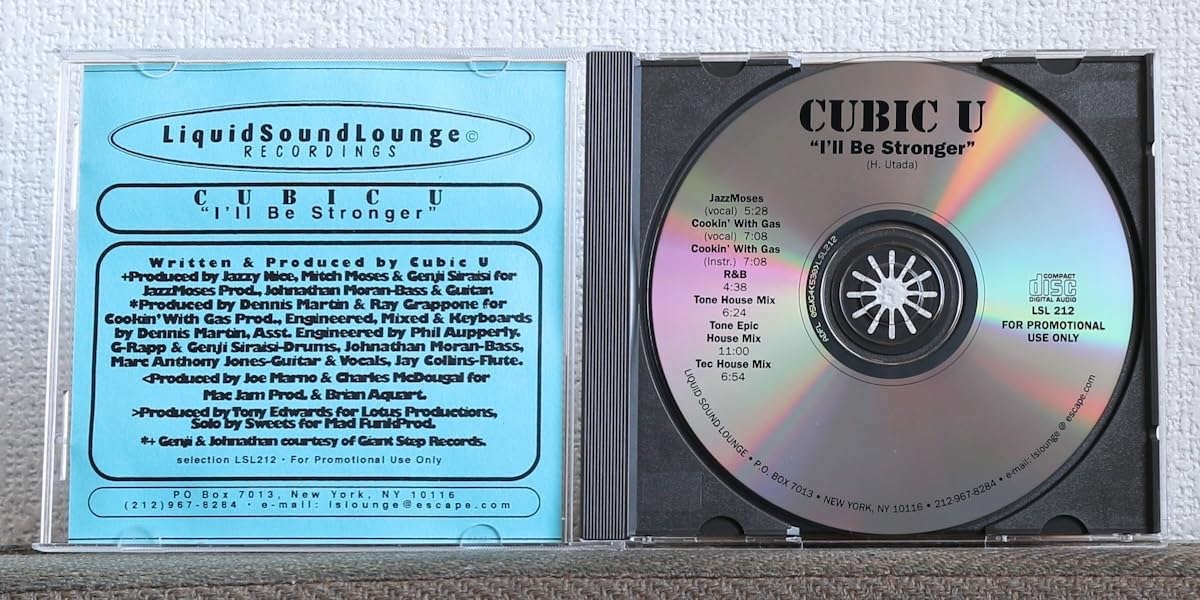 LiquidSoundLounge©
RECORDINGS
CUBIC U
"I'll Be Stronger"
Written & Produced by Cubic U
+Produced by Jazzy Nice, Mitch Moses & Genji Siraisi for
JazzMoses Prod., Johnathan Moran-Bass & Guitar.
*Produced by Dennis Martin & Ray Grappone for
Cookin' With Gas Prod., Engineered, Mixed & Keyboards
by Dennis Martin, Asst. Engineered by Phil Aupperly,
G-Rapp & Genji Siraisi-Drums, Johnathan Moran-Bass,
Marc Anthony Jones-Guitar & Vocals, Jay Collins-Flute.
<Produced by Joe Marno & Charles McDougal for
Mac Jam Prod. & Brian Aquart.
>Produced by Tony Edwards for Lotus Productions,
Solo by Sweets for Mad FunkProd.
*+ Genji & Johnathan courtesy of Giant Step Records.
selection LSL212 · For Promotional Use Only
PO Box 7013, New York, NY 10116
(212)967-8284 · e-mail: lslounge@escape.com
CUBIC U
"I'll Be Stronger"
(H. Utada)
JazzMoses
(vocal) 5:28
Cookin' With Gas
(vocal) 7:08
Cookin' With Gas
(Instr.) 7:08
R&B
4:38
Tone House Mix
6:24
Tone Epic
House Mix
11:00
Tec House Mix
6:54
COMPACT
disc
DIGITAL AUDIO
LSL 212
FOR PROMOTIONAL
USE ONLY
LIQUID SOUND LOUNGE • P.O. BOX 7013 • NEW YORK, NY 10116 • 212-967-8284 • e-mail: lslounge @ escape.com
LSL212